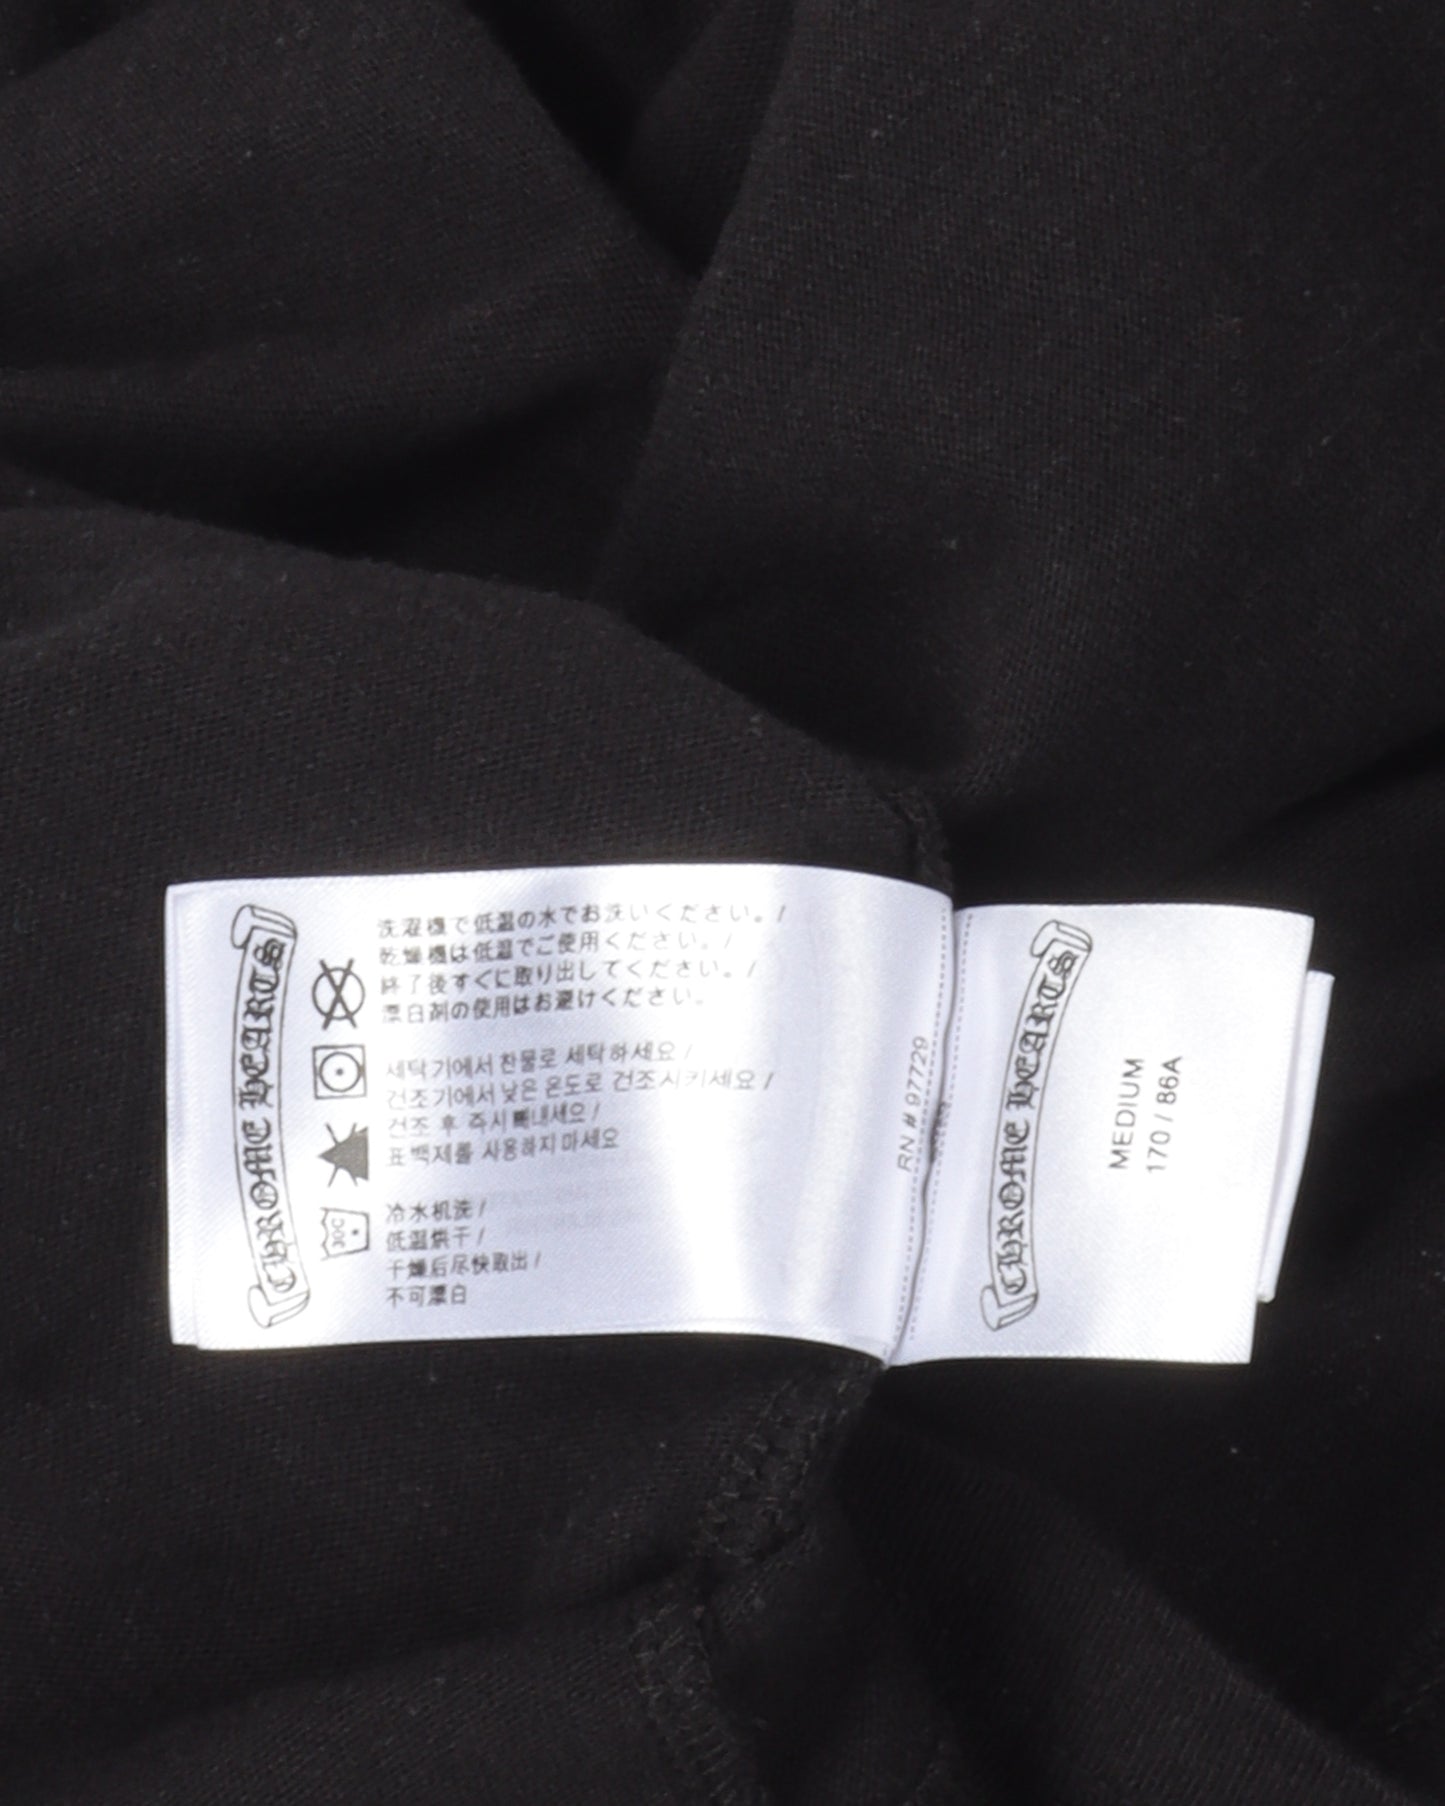 CHROME HEARTS
洗濯機で低温の水でお洗いください。/
乾燥機は低温でご使用ください。/
終了後すぐに取り出してください。/
漂白剤の使用はお避けください。
세탁기에서 찬물로 세탁하세요 /
건조기에서 낮은 온도로 건조시키세요 /
건조 후 즉시 빼내세요 /
표백제를 사용하지 마세요
冷水机洗 /
低温烘干 /
干燥后尽快取出 /
不可漂白
30C
RN # 97729
CHROME HEARTS
MEDIUM
170 / 86A